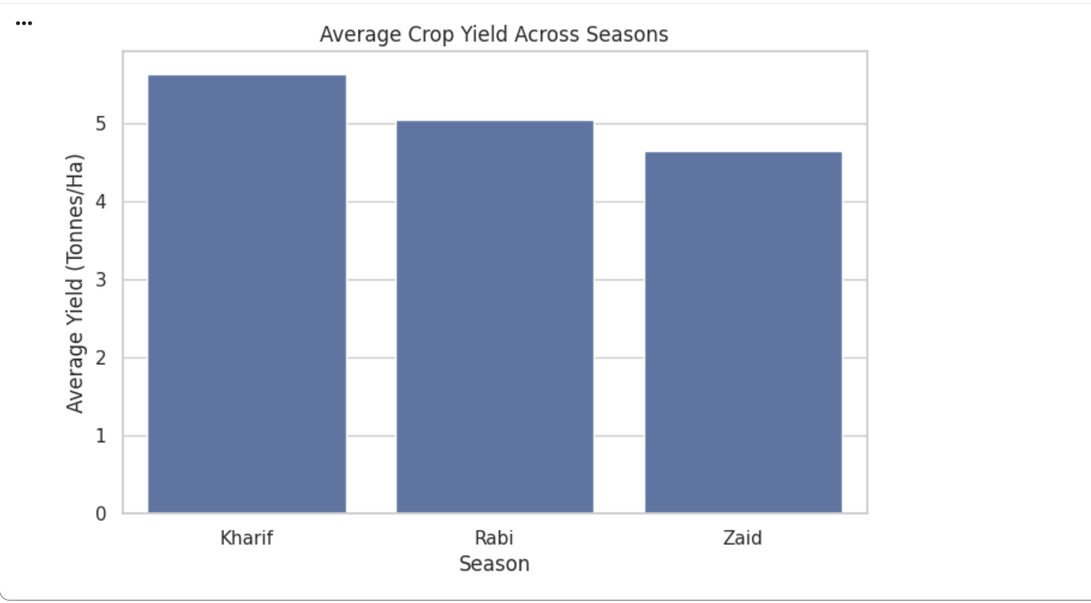 ...
Average Crop Yield Across Seasons
Average Yield (Tonnes/Ha)
5
4
3
2
1
0
Kharif Rabi Zaid
Season